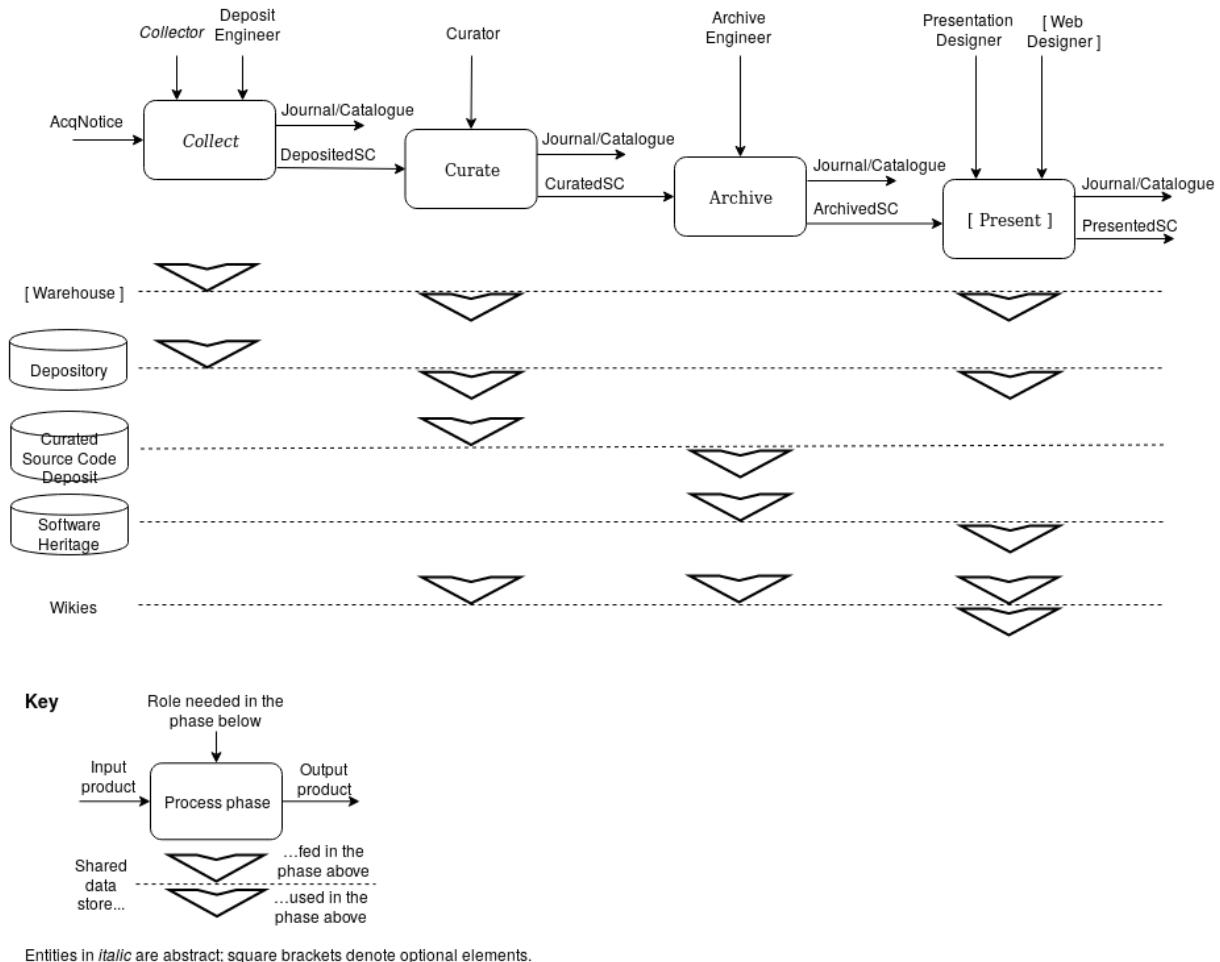 Collector
Deposit
Engineer
Curator
Archive
Engineer
Presentation
Designer
[ Web
Designer ]
AcqNotice
Collect
Journal/Catalogue
DepositedSC
Curate
Journal/Catalogue
CuratedSC
Archive
Journal/Catalogue
ArchivedSC
[ Present ]
Journal/Catalogue
PresentedSC
[ Warehouse ]
Depository
Curated
Source Code
Deposit
Software
Heritage
Wikies
Key
Role needed in the
phase below
Input
product
Process phase
Output
product
Shared
data
store...
...fed in the
phase above
...used in the
phase above
Entities in italic are abstract; square brackets denote optional elements.